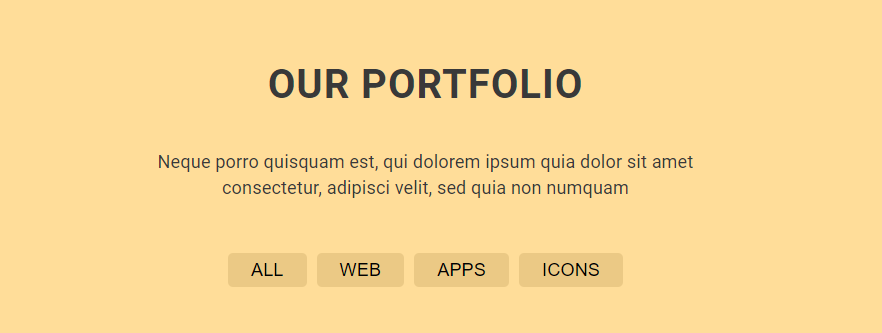 OUR PORTFOLIO
Neque porro quisquam est, qui dolorem ipsum quia dolor sit amet
consectetur, adipisci velit, sed quia non numquam
ALL WEB APPS ICONS